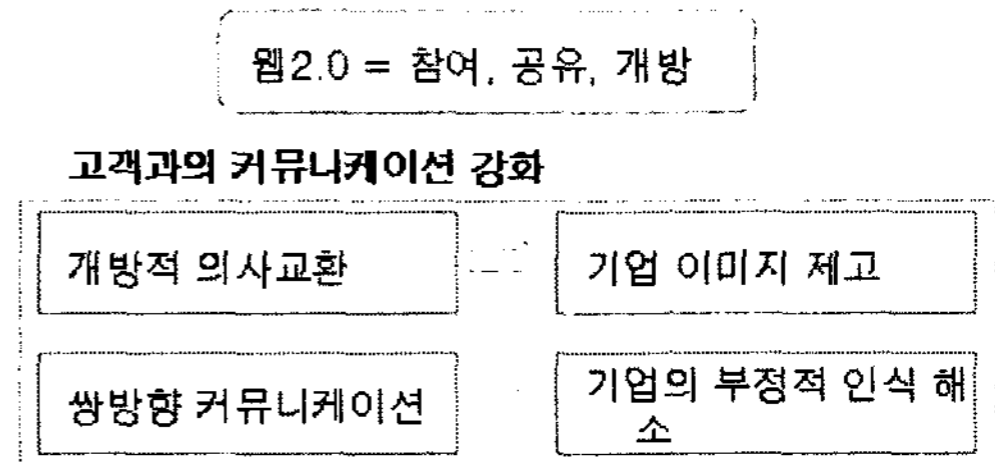 웹2.0 = 참여, 공유, 개방
고객과의 커뮤니케이션 강화
개방적 의사교환
기업 이미지 제고
쌍방향 커뮤니케이션
기업의 부정적 인식 해
소